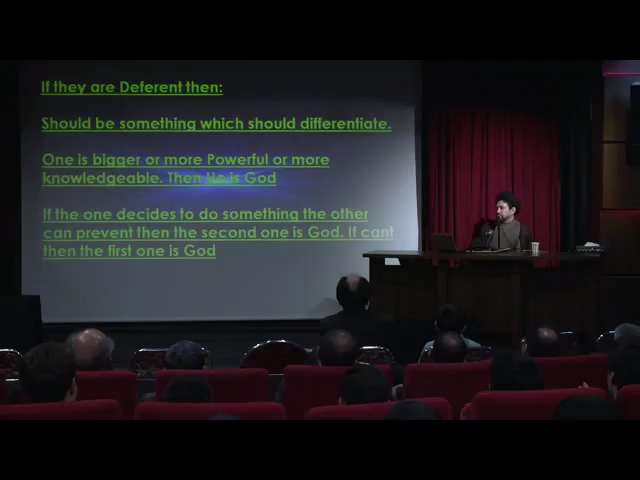 If they are Deferent then:
Should be something which should differentiate.
One is bigger or more Powerful or more
knowledgeable. Then He is God
If the one decides to do something the other
can prevent then the second one is God. If cant
then the first one is God